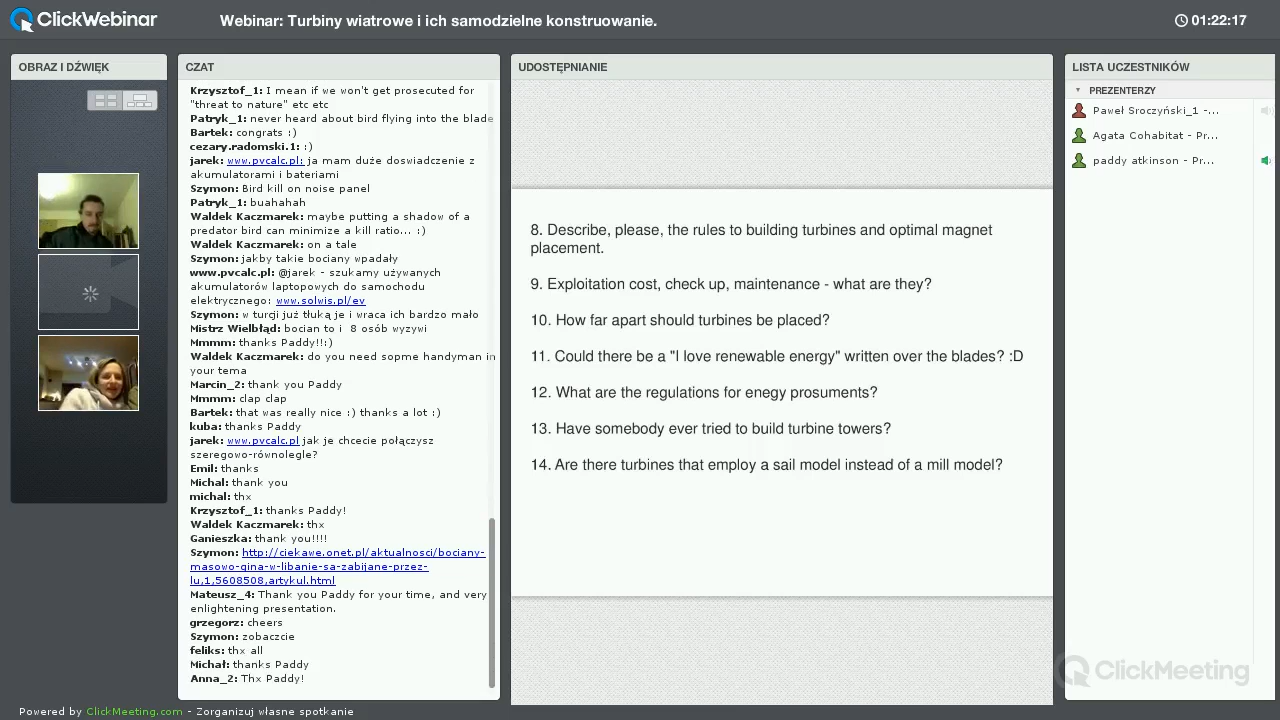 ClickWebinar
Webinar: Turbiny wiatrowe i ich samodzielne konstruowanie.
01:22:17
OBRAZ I DŹWIĘK
CZAT
Krzysztof_1: I mean if we won't get prosecuted for
"threat to nature" etc etc
Patryk_1: never heard about bird flying into the blade
Bartek: congrats :)
cezary.radomski.1: :)
jarek: www.pvcalc.pl: ja mam duże doswiadczenie z
akumulatorami i bateriami
Szymon: Bird kill on noise panel
Patryk_1: buahahah
Waldek Kaczmarek: maybe putting a shadow of a
predator bird can minimize a kill ratio... :)
Waldek Kaczmarek: on a tale
Szymon: jakby takie bociany wpadały
www.pvcalc.pl: @jarek - szukamy używanych
akumulatorów laptopowych do samochodu
elektrycznego: www.solwis.pl/ev
Szymon: w turgji już tłuką je i wraca ich bardzo mało
Mistrz Wielbłąd: bocian to i 8 osób wyzywi
Mmmm: thanks Paddy!!:)
Waldek Kaczmarek: do you need sopme handyman in
your tema
Marcin_2: thank you Paddy
Mmmm: clap clap
Bartek: that was really nice :) thanks a lot :)
kuba: thanks Paddy
jarek: www.pvcalc.pl jak je chcecie połączysz
szeregowo-równolegle?
Emil: thanks
Michal: thank you
michal: thx
Krzysztof_1: thanks Paddy!
Waldek Kaczmarek: thx
Ganieszka: thank you!!!!
Szymon: http://ciekawe.onet.pl/aktualnosci/bociany-
masowo-gina-w-libanie-sa-zabijane-przez-
lu,1,5608508,artykul.html
Mateusz_4: Thank you Paddy for your time, and very
enlightening presentation.
grzegorz: cheers
Szymon: zobaczcie
feliks: thx all
Michał: thanks Paddy
Anna_2: Thx Paddy!
UDOSTĘPNIANIE
8. Describe, please, the rules to building turbines and optimal magnet
placement.
9. Exploitation cost, check up, maintenance - what are they?
10. How far apart should turbines be placed?
11. Could there be a "I love renewable energy" written over the blades? :D
12. What are the regulations for enegy prosuments?
13. Have somebody ever tried to build turbine towers?
14. Are there turbines that employ a sail model instead of a mill model?
LISTA UCZESTNIKÓW
PREZENTERZY
Paweł Sroczyński_1 -...
Agata Cohabitat - Pr...
paddy atkinson - Pr...
ClickMeeting
Powered by ClickMeeting.com - Zorganizuj własne spotkanie